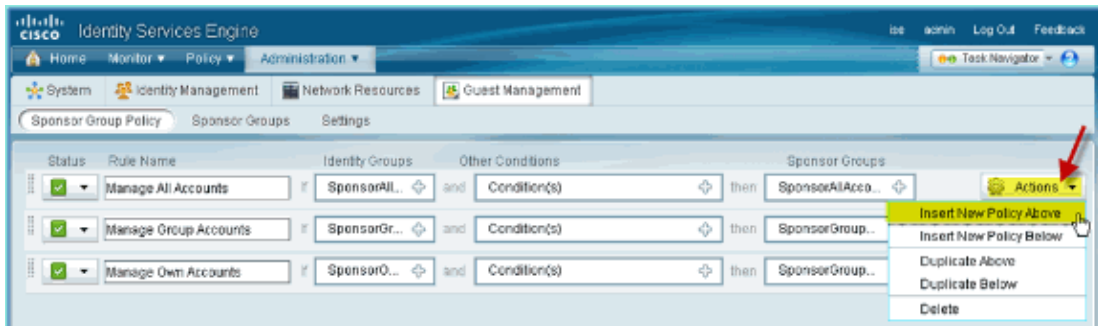 cisco Identity Services Engine ise admin Log Out Feedback
Home Monitor Policy Administration Task Navigator ?
System Identity Management Network Resources Guest Management
Sponsor Group Policy Sponsor Groups Settings
Status Rule Name Identity Groups Other Conditions Sponsor Groups
Manage All Accounts If SponsorAll... and Condition(s) then SponsorAllAcco... Actions
Insert New Policy Above
Manage Group Accounts If SponsorGr... and Condition(s) then SponsorGroup...
Insert New Policy Below
Duplicate Above
Manage Own Accounts If SponsorO... and Condition(s) then SponsorGroup...
Duplicate Below
Delete